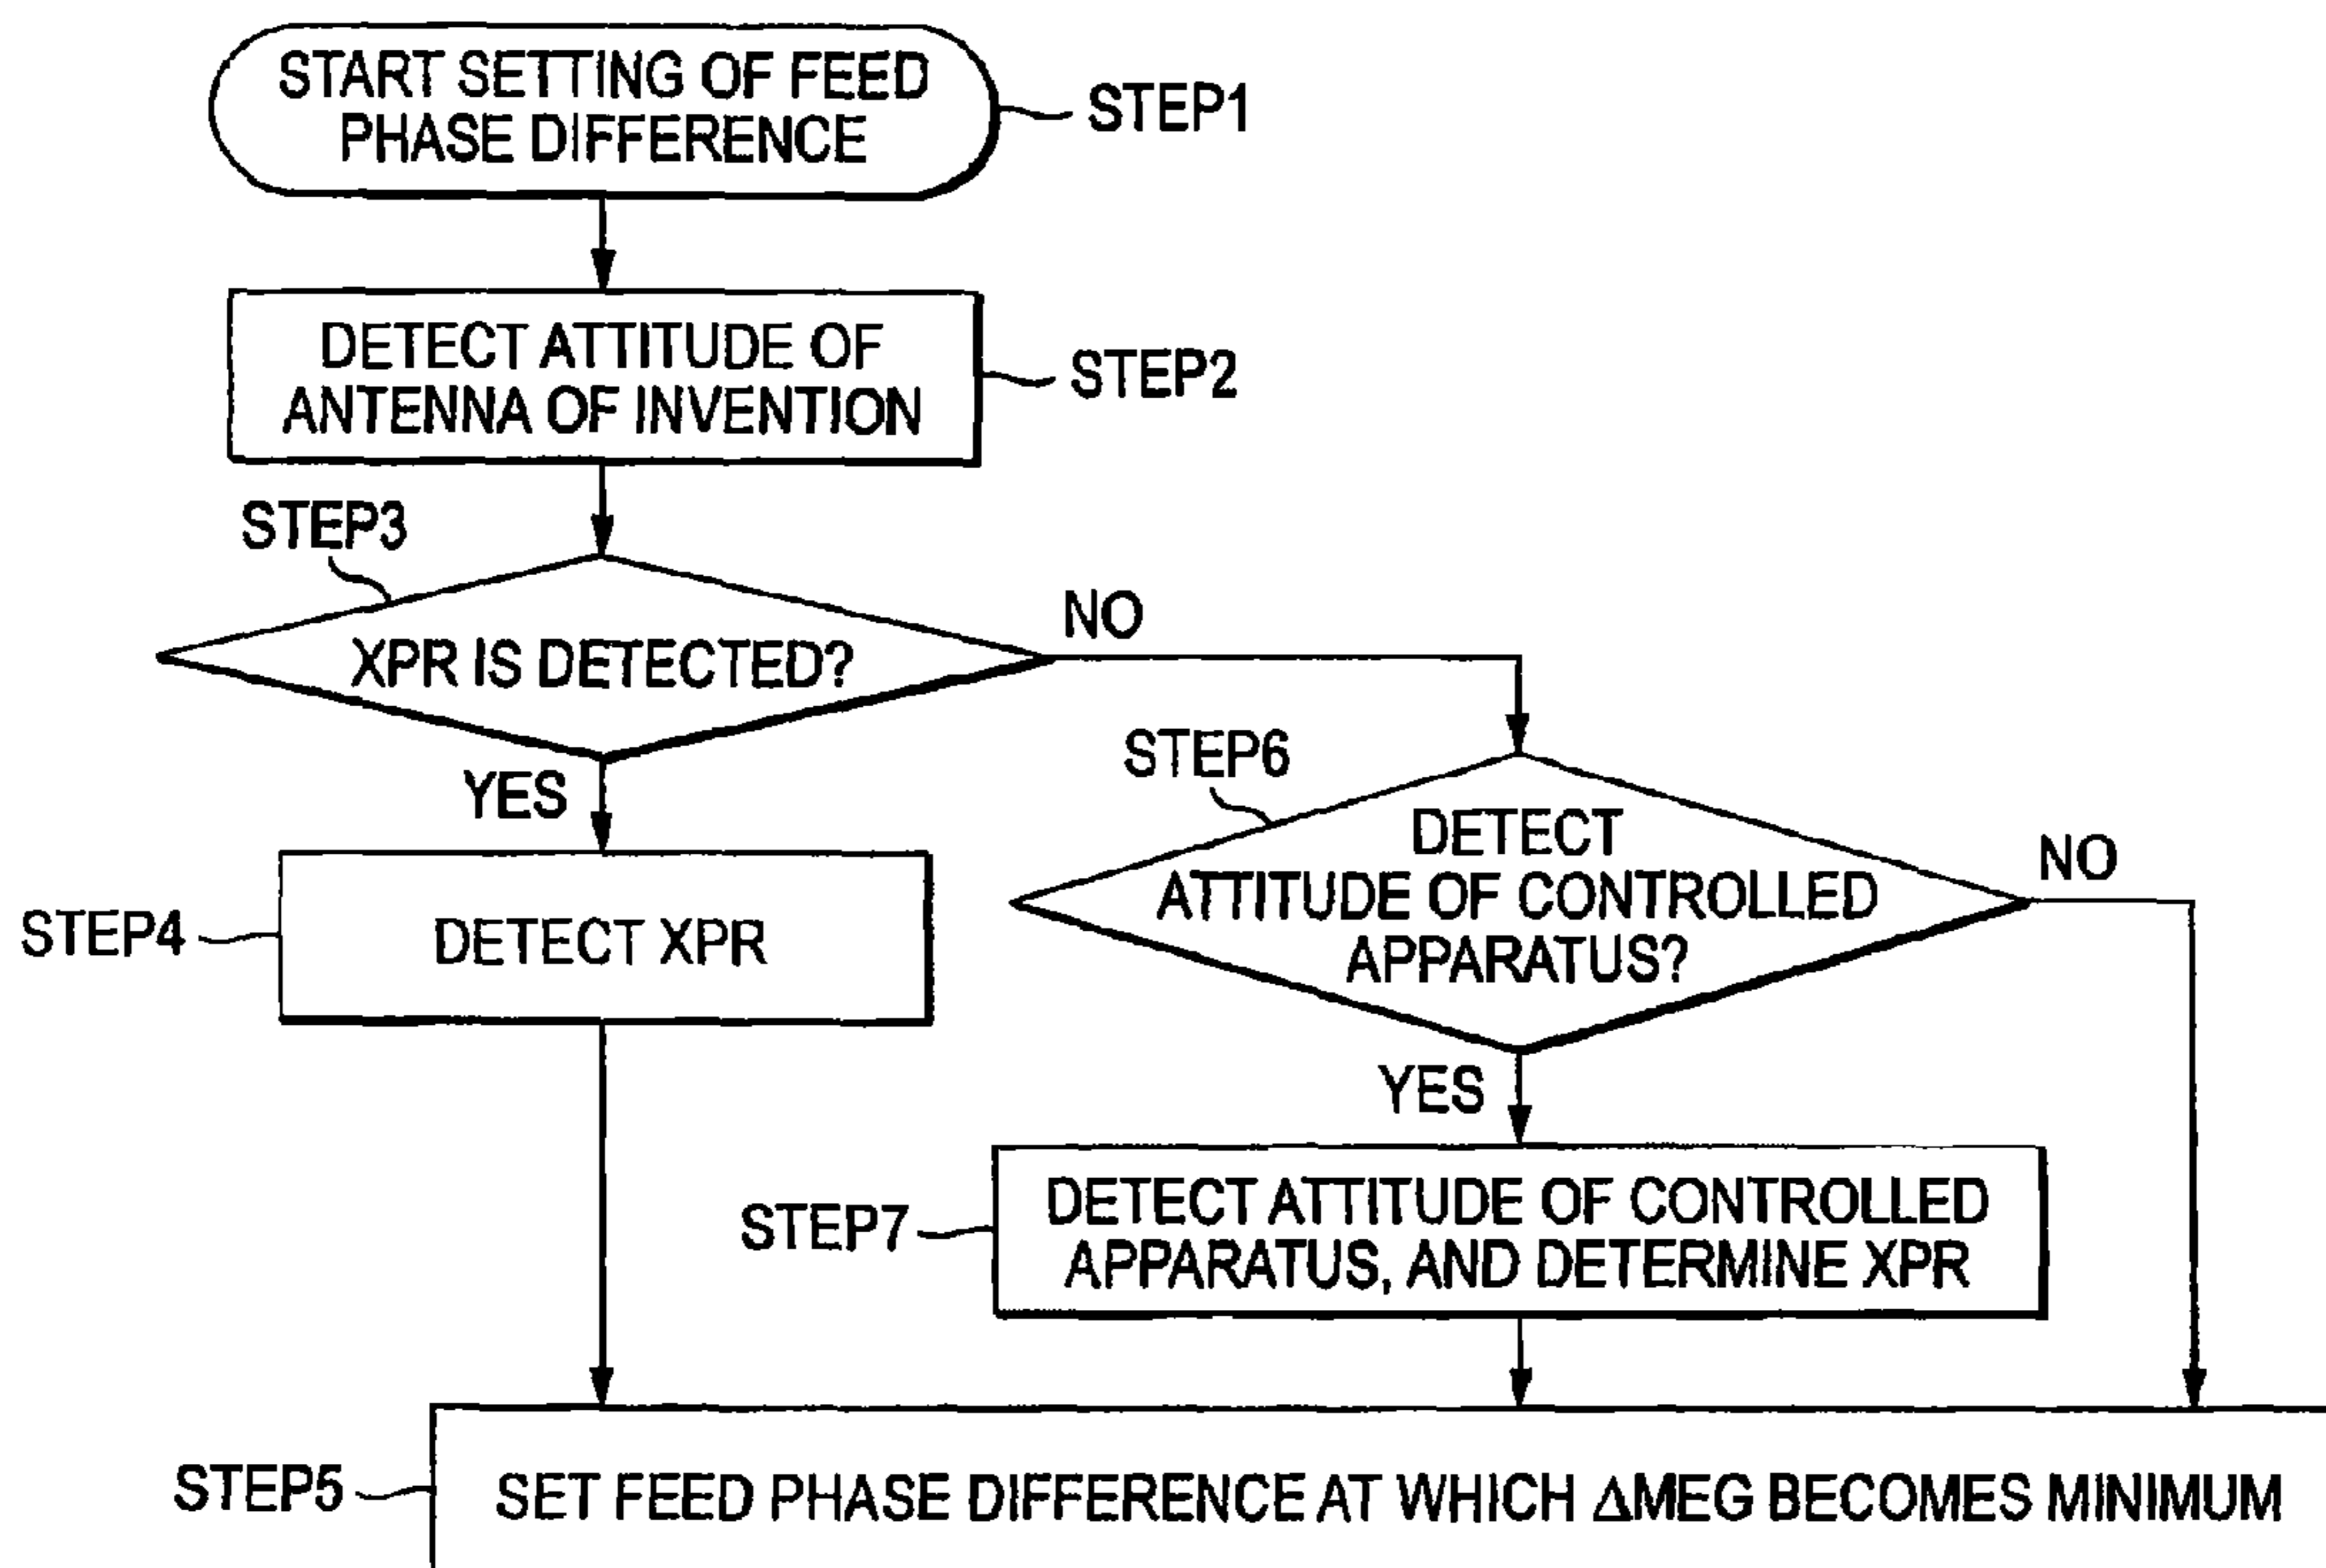 START SETTING OF FEED
PHASE DIFFERENCE
STEP1
DETECT ATTITUDE OF
ANTENNA OF INVENTION
STEP2
STEP3
XPR IS DETECTED?
NO
YES
STEP4
DETECT XPR
STEP6
DETECT
ATTITUDE OF CONTROLLED
APPARATUS?
NO
YES
STEP7
DETECT ATTITUDE OF CONTROLLED
APPARATUS, AND DETERMINE XPR
STEP5
SET FEED PHASE DIFFERENCE AT WHICH ΔMEG BECOMES MINIMUM